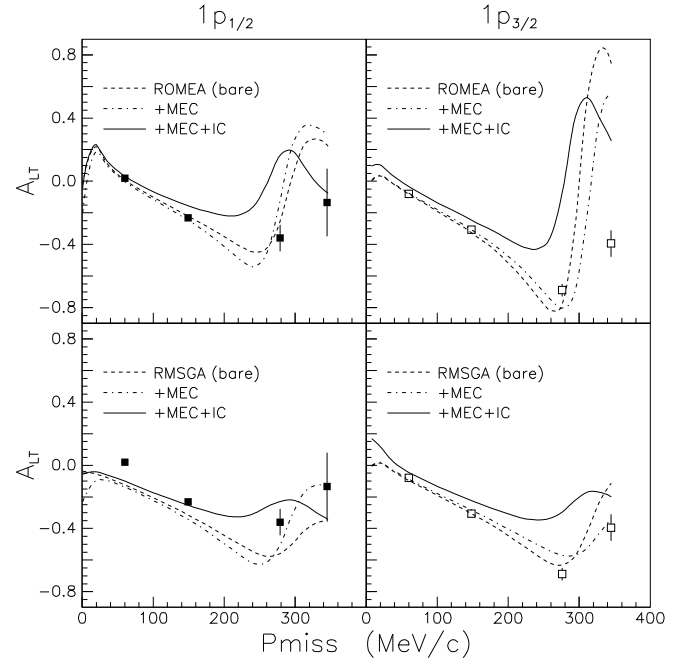 1p1/2 1p3/2
0.8
0.4
0.0
−0.4
−0.8
ALT
ROMEA (bare)
+MEC
+MEC+IC
ROMEA (bare)
+MEC
+MEC+IC
0.8
0.4
0.0
−0.4
−0.8
ALT
RMSGA (bare)
+MEC
+MEC+IC
RMSGA (bare)
+MEC
+MEC+IC
0 100 200 300 0 100 200 300 400
Pmiss (MeV/c)